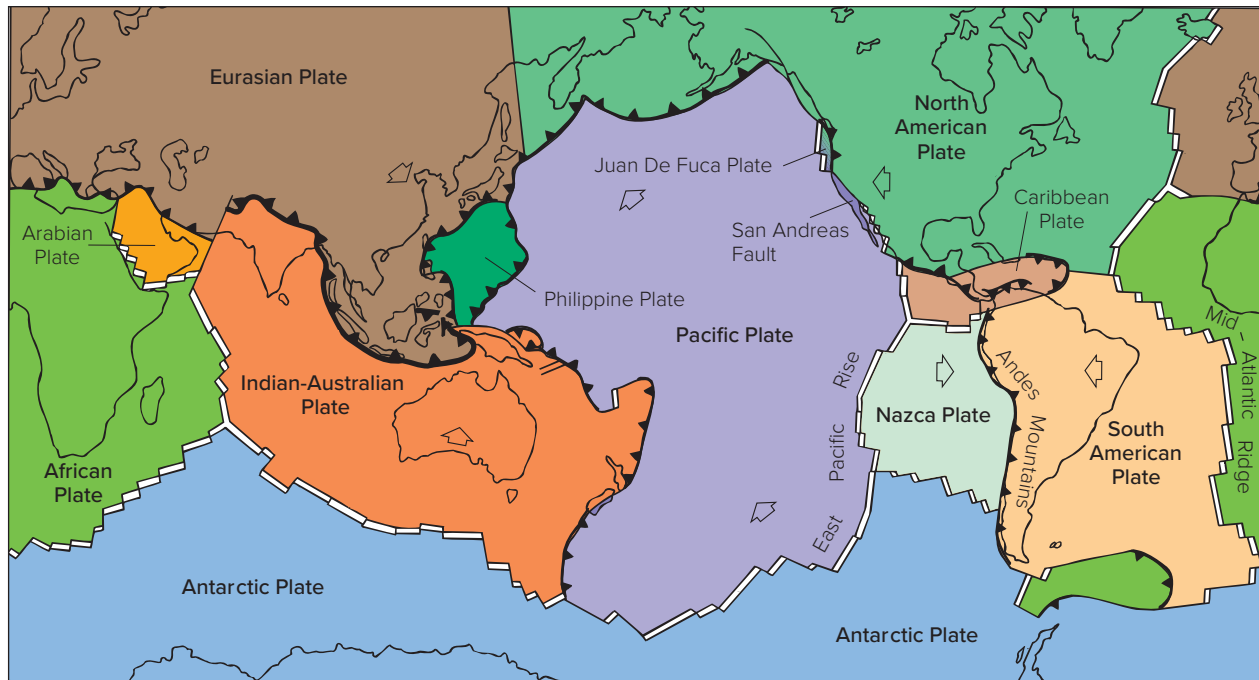 Eurasian Plate
North
American
Plate
Juan De Fuca Plate
Caribbean
Plate
San Andreas
Fault
Arabian
Plate
Philippine Plate
Pacific Plate
Mid – Atlantic Ridge
Indian-Australian
Plate
East Pacific Rise
Nazca Plate
Andes Mountains
South
American
Plate
African
Plate
Antarctic Plate
Antarctic Plate